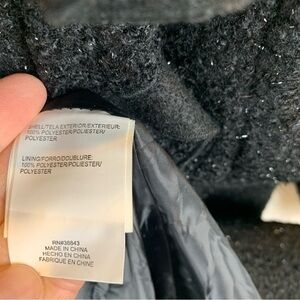 SHELL/TELA EXTERIOR/EXTERIEUR:
100% POLYESTER/POLIESTER/
POLYESTER
LINING/FORRO/DOUBLURE:
100% POLYESTER/POLIESTER/
POLYESTER
RN#38843
MADE IN CHINA
HECHO EN CHINA
FABRIQUE EN CHINE